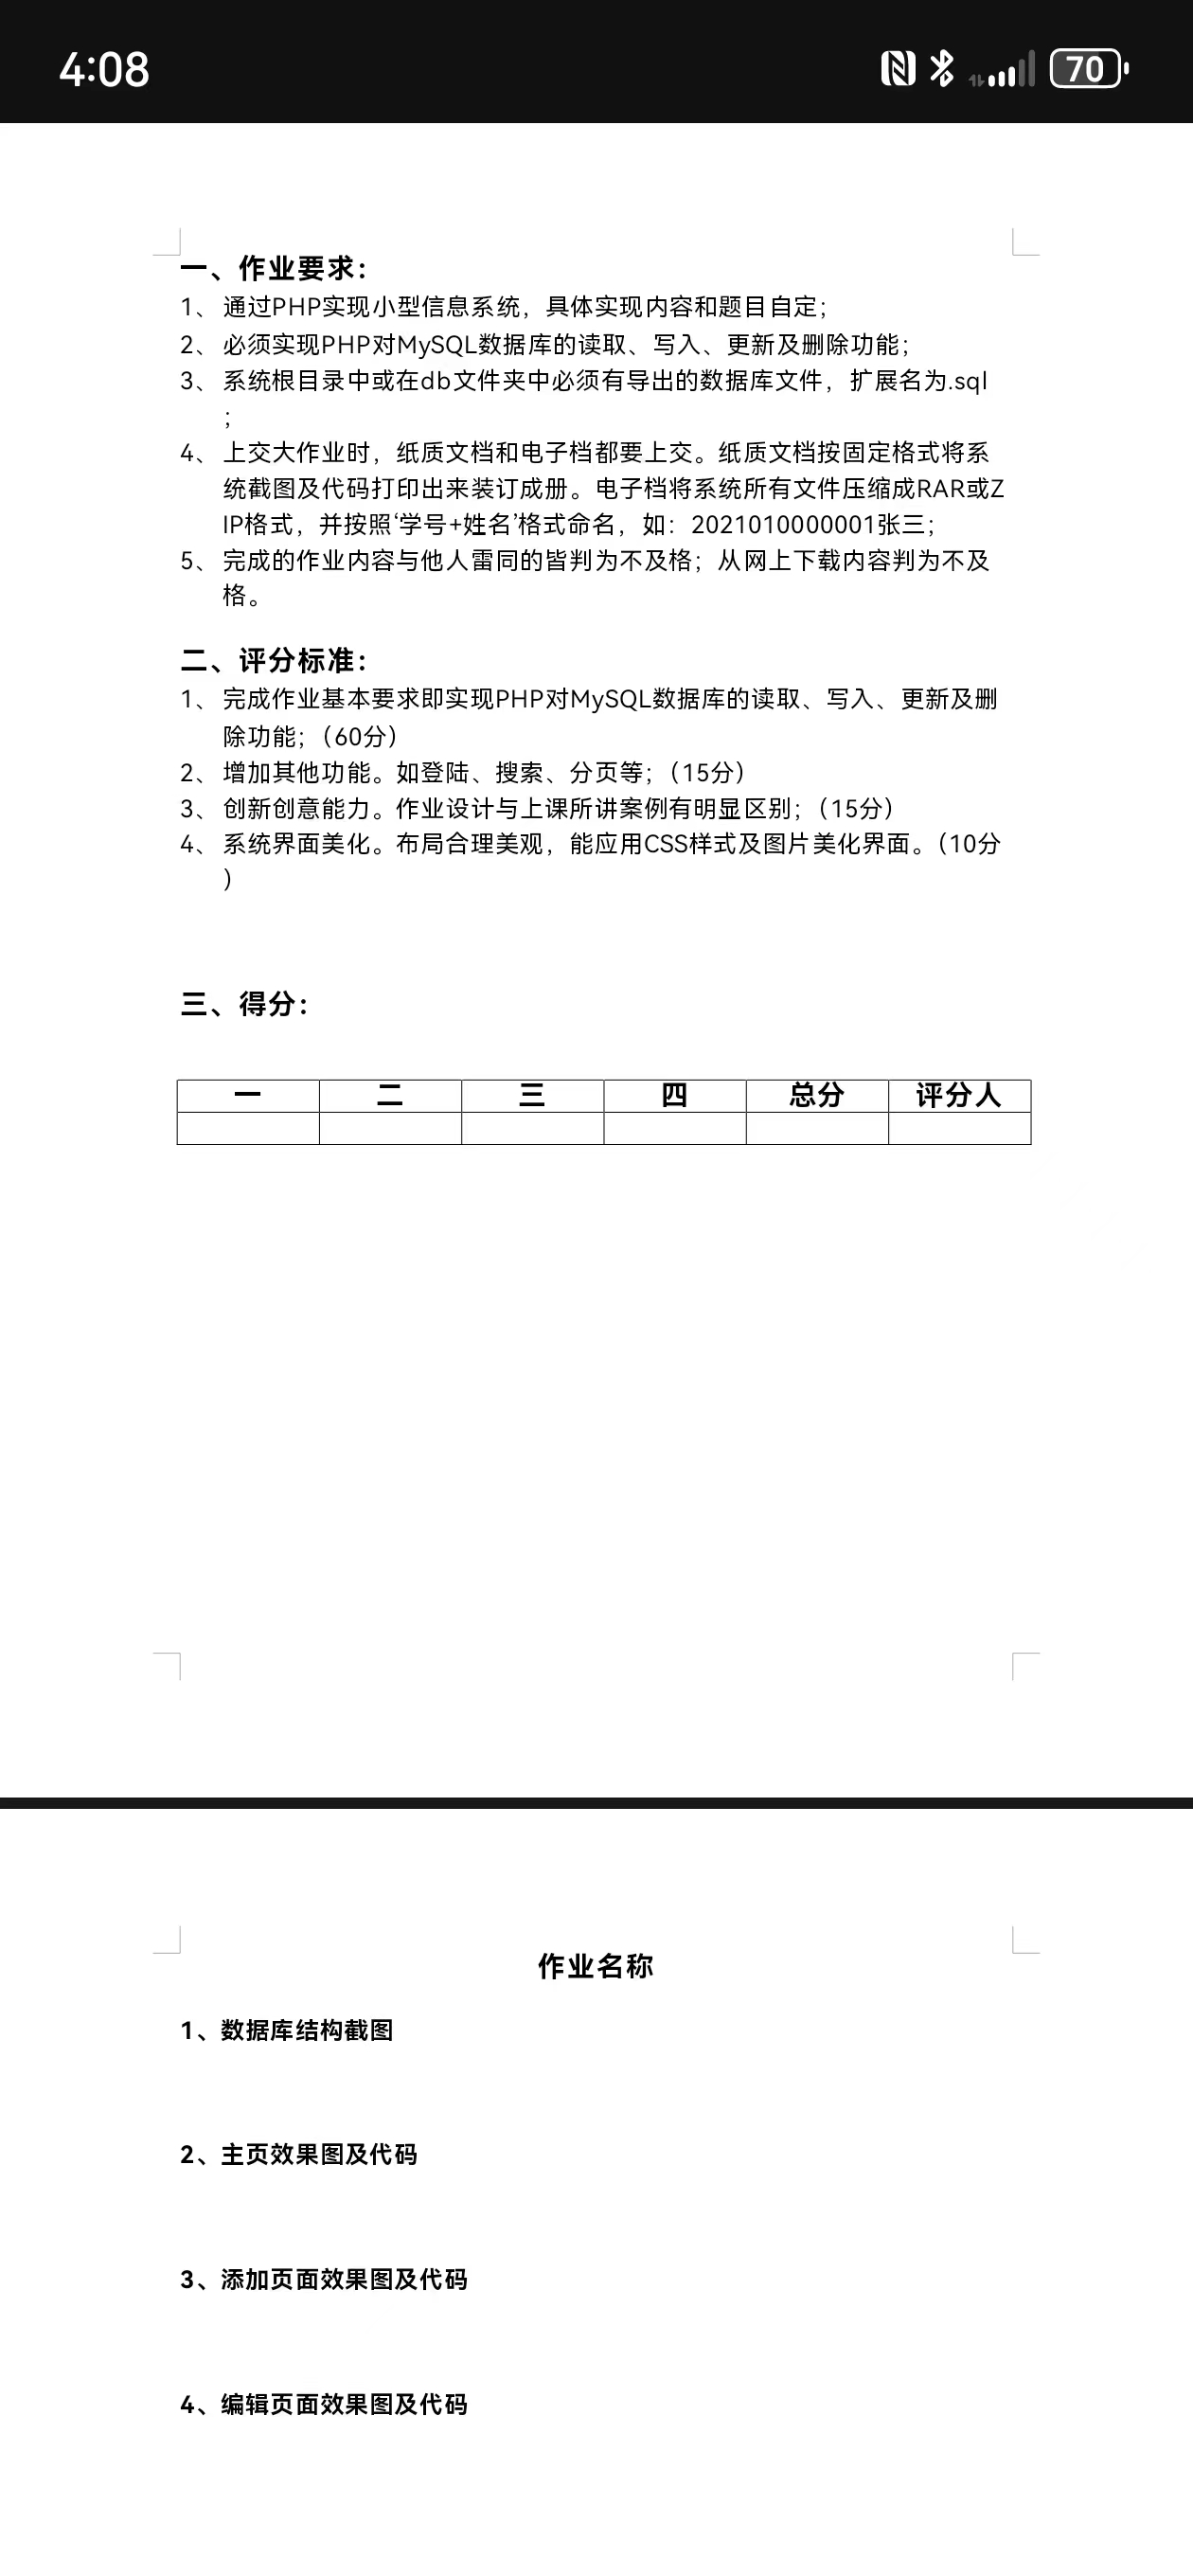 4:08
70
一、作业要求：
1、 通过PHP实现小型信息系统，具体实现内容和题目自定；
2、 必须实现PHP对MySQL数据库的读取、写入、更新及删除功能；
3、 系统根目录中或在db文件夹中必须有导出的数据库文件，扩展名为.sql
；
4、 上交大作业时，纸质文档和电子档都要上交。纸质文档按固定格式将系
统截图及代码打印出来装订成册。电子档将系统所有文件压缩成RAR或Z
IP格式，并按照‘学号+姓名’格式命名，如：2021010000001张三；
5、 完成的作业内容与他人雷同的皆判为不及格；从网上下载内容判为不及
格。
二、评分标准：
1、 完成作业基本要求即实现PHP对MySQL数据库的读取、写入、更新及删
除功能；（60分）
2、 增加其他功能。如登陆、搜索、分页等；（15分）
3、 创新创意能力。作业设计与上课所讲案例有明显区别；（15分）
4、 系统界面美化。布局合理美观，能应用CSS样式及图片美化界面。（10分
）
三、得分：
一 二 三 四 总分 评分人
作业名称
1、数据库结构截图
2、主页效果图及代码
3、添加页面效果图及代码
4、编辑页面效果图及代码